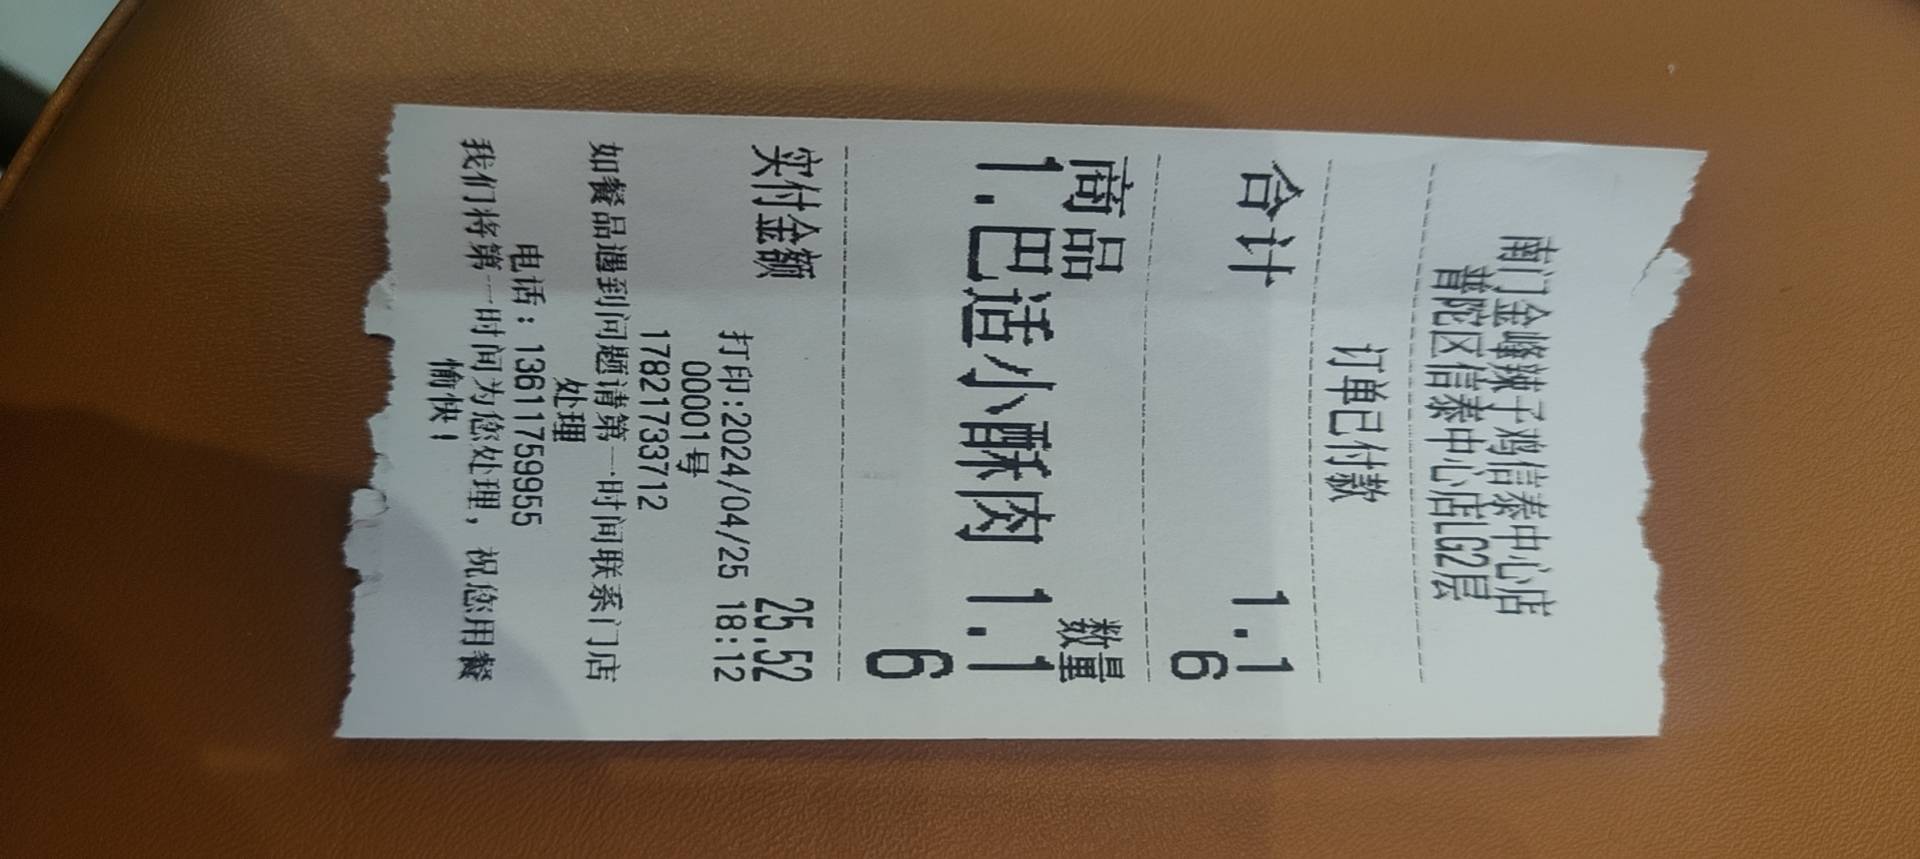 南门金峰辣子鸡信泰中心店
普陀区信泰中心店LG2层
订单已付款
合计 1.1
6
商品 数量
1.巴适小酥肉 1.1
6
实付金额 25.52
打印:2024/04/25 18:12
000001号
17821733712
如餐品遇到问题请第一时间联系门店
处理
电话：13611759955
我们将第一时间为您处理，祝您用餐
愉快！